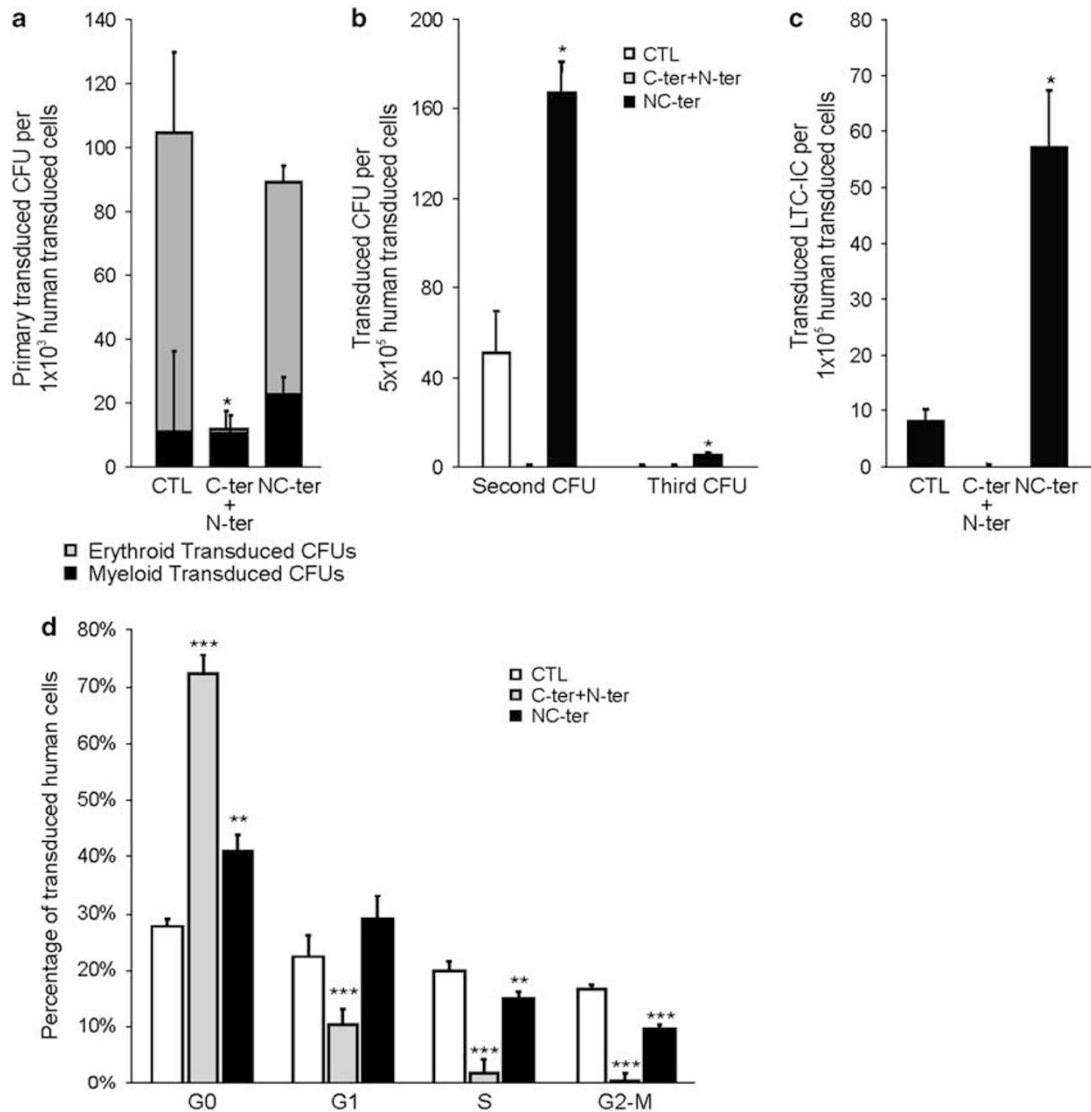 a
Primary transduced CFU per
1x10³ human transduced cells
140
120
100
80
60
40
20
0
*
CTL
C-ter
+
N-ter
NC-ter
Erythroid Transduced CFUs
Myeloid Transduced CFUs
b
Transduced CFU per
5x10⁵ human transduced cells
200
160
120
80
40
0
*
*
CTL
C-ter+N-ter
NC-ter
Second CFU
Third CFU
c
Transduced LTC-IC per
1x10⁵ human transduced cells
80
70
60
50
40
30
20
10
0
*
CTL
C-ter
+
N-ter
NC-ter
d
Percentage of transduced human cells
80%
70%
60%
50%
40%
30%
20%
10%
0%
***
**
***
***
**
***
***
CTL
C-ter+N-ter
NC-ter
G0
G1
S
G2-M